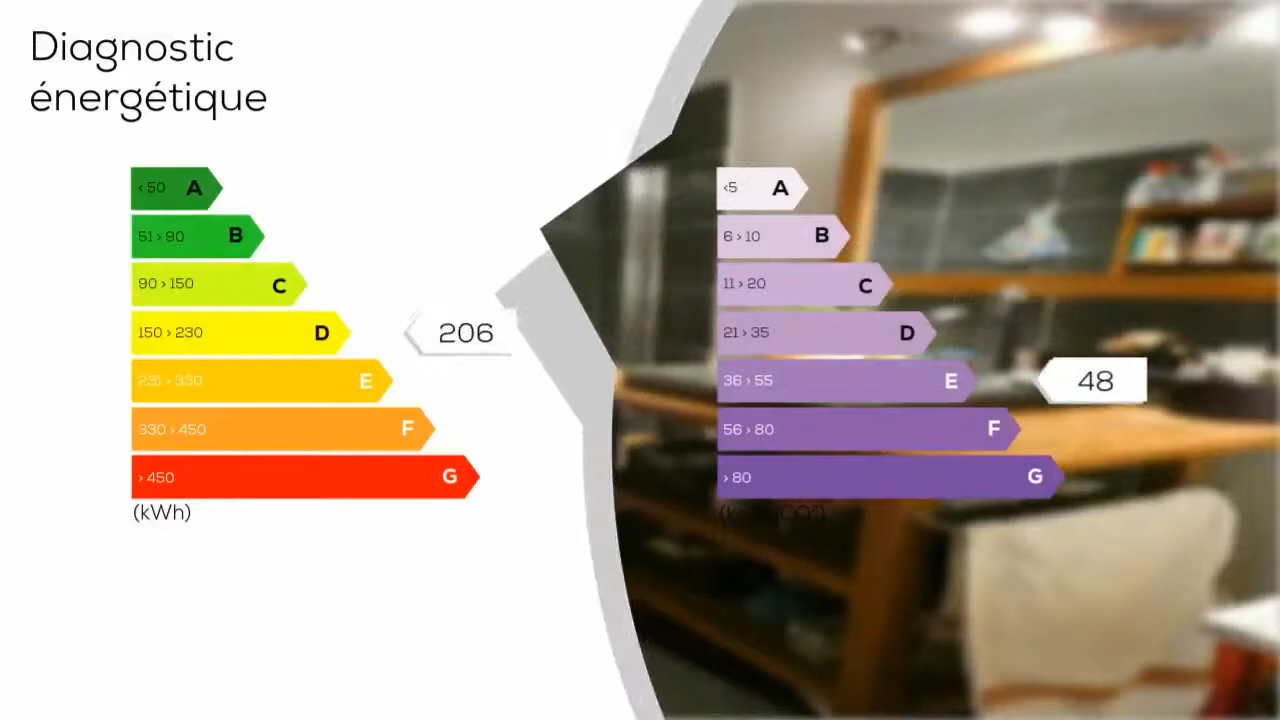 Diagnostic
énergétique
< 50 A
51 > 90 B
90 > 150 C
150 > 230 D
231 > 330 E
330 > 450 F
> 450 G
(kWh)
206
<5 A
6 > 10 B
11 > 20 C
21 > 35 D
36 > 55 E
56 > 80 F
> 80 G
48